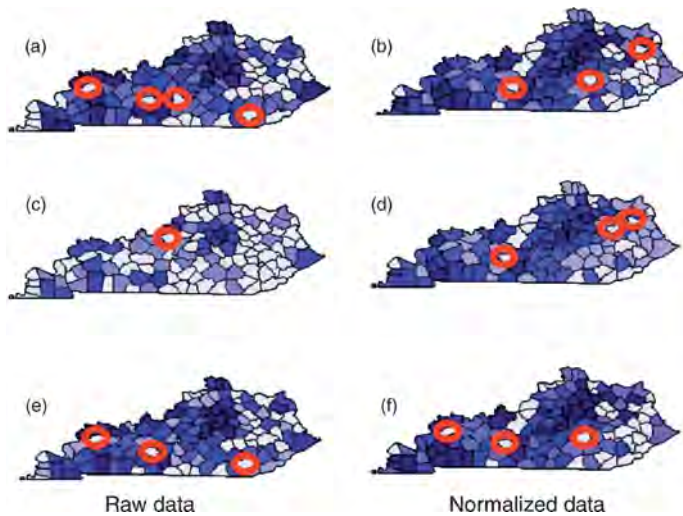 (a)
(b)
(c)
(d)
(e)
(f)
Raw data
Normalized data